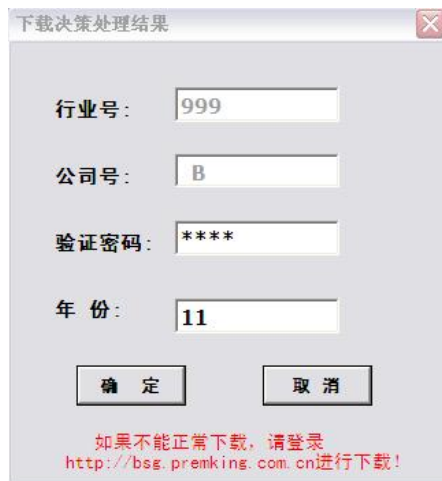 下载决策处理结果
行业号: 999
公司号: B
验证密码: ****
年 份: 11
确 定 取 消
如果不能正常下载, 请登录
http://bsg.premking.com.cn进行下载!